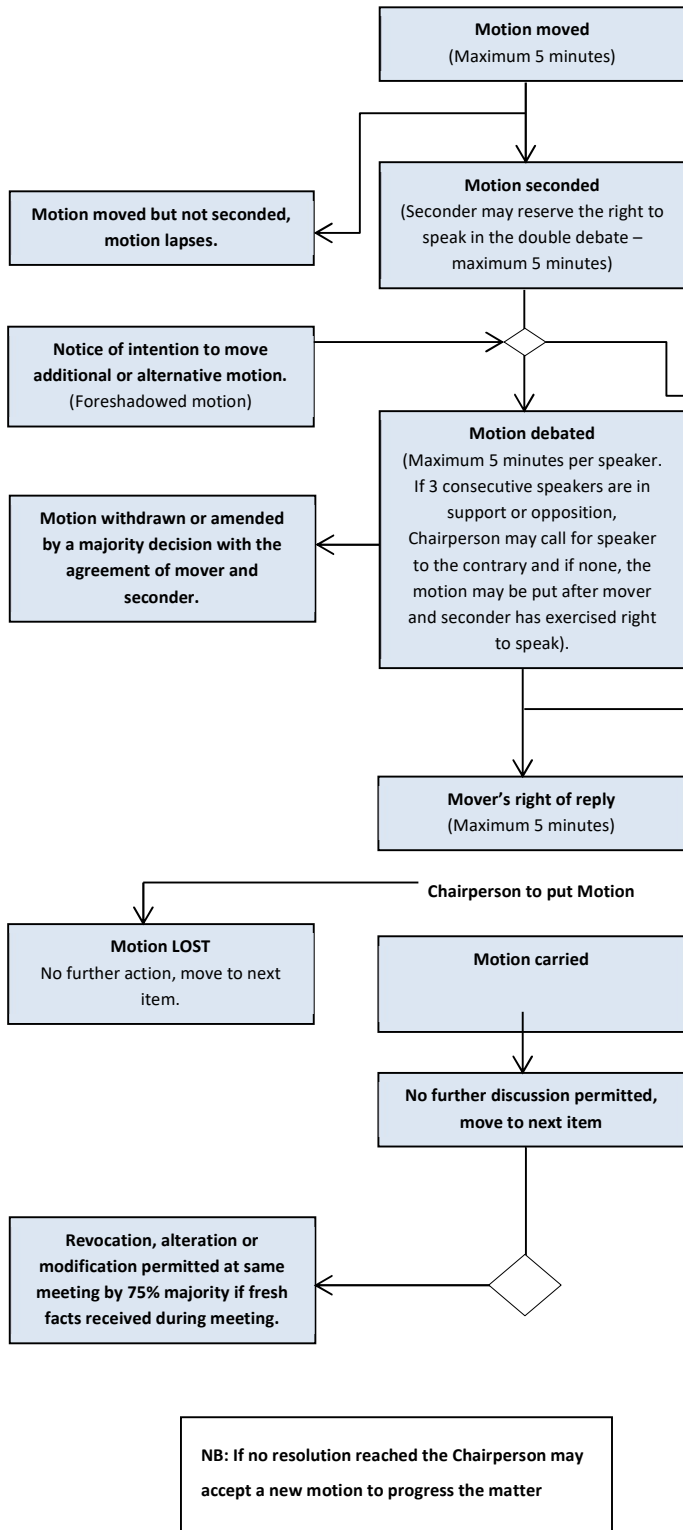 Motion moved
(Maximum 5 minutes)
Motion seconded
(Seconder may reserve the right to
speak in the double debate –
maximum 5 minutes)
Motion moved but not seconded,
motion lapses.
Notice of intention to move
additional or alternative motion.
(Foreshadowed motion)
Motion debated
(Maximum 5 minutes per speaker.
If 3 consecutive speakers are in
support or opposition,
Chairperson may call for speaker
to the contrary and if none, the
motion may be put after mover
and seconder has exercised right
to speak).
Motion withdrawn or amended
by a majority decision with the
agreement of mover and
seconder.
Mover’s right of reply
(Maximum 5 minutes)
Chairperson to put Motion
Motion LOST
No further action, move to next
item.
Motion carried
No further discussion permitted,
move to next item
Revocation, alteration or
modification permitted at same
meeting by 75% majority if fresh
facts received during meeting.
NB: If no resolution reached the Chairperson may
accept a new motion to progress the matter